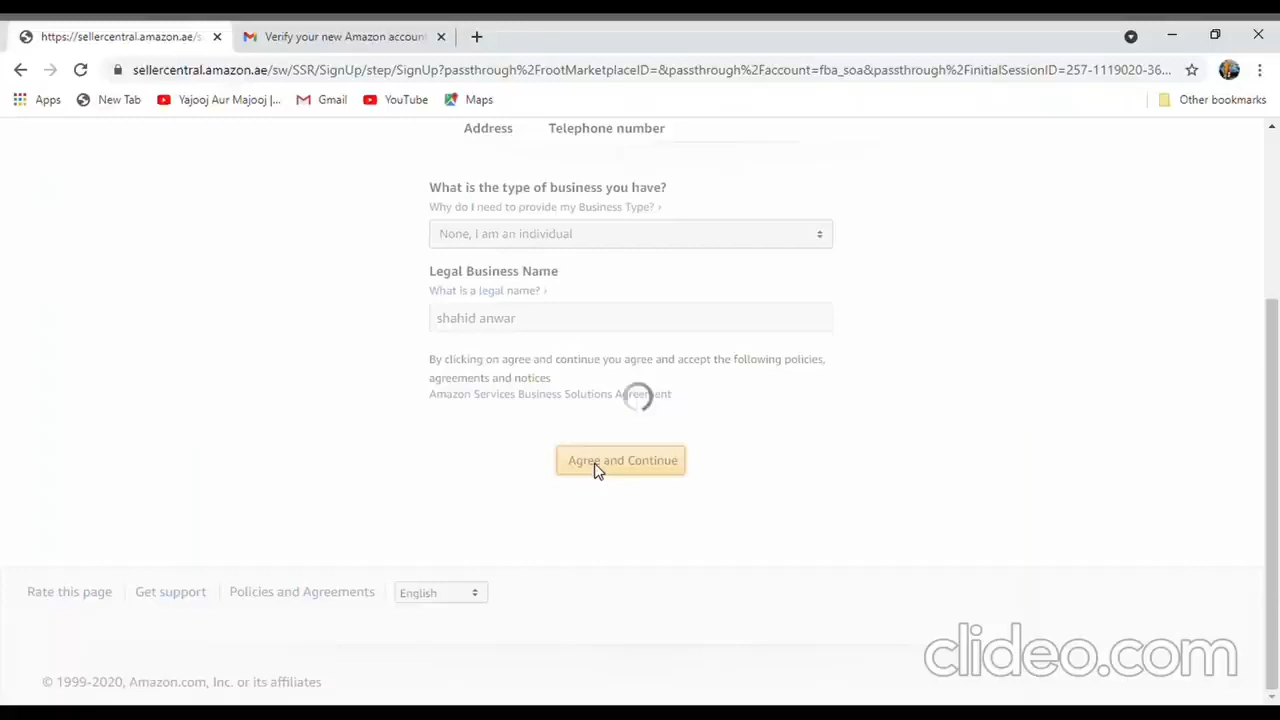 https://sellercentral.amazon.ae/s
Verify your new Amazon account
sellercentral.amazon.ae/sw/SSR/SignUp/step/SignUp?passthrough%2FrootMarketplaceID=&passthrough%2Faccount=fba_soa&passthrough%2FinitialSessionID=257-1119020-36...
Apps
New Tab
Yajooj Aur Majooj |...
Gmail
YouTube
Maps
Other bookmarks
Address
Telephone number
What is the type of business you have?
Why do I need to provide my Business Type? ›
None, I am an individual
Legal Business Name
What is a legal name? ›
shahid anwar
By clicking on agree and continue you agree and accept the following policies,
agreements and notices
Amazon Services Business Solutions Agreement
Agree and Continue
Rate this page
Get support
Policies and Agreements
English
clideo.com
© 1999-2020, Amazon.com, Inc. or its affiliates